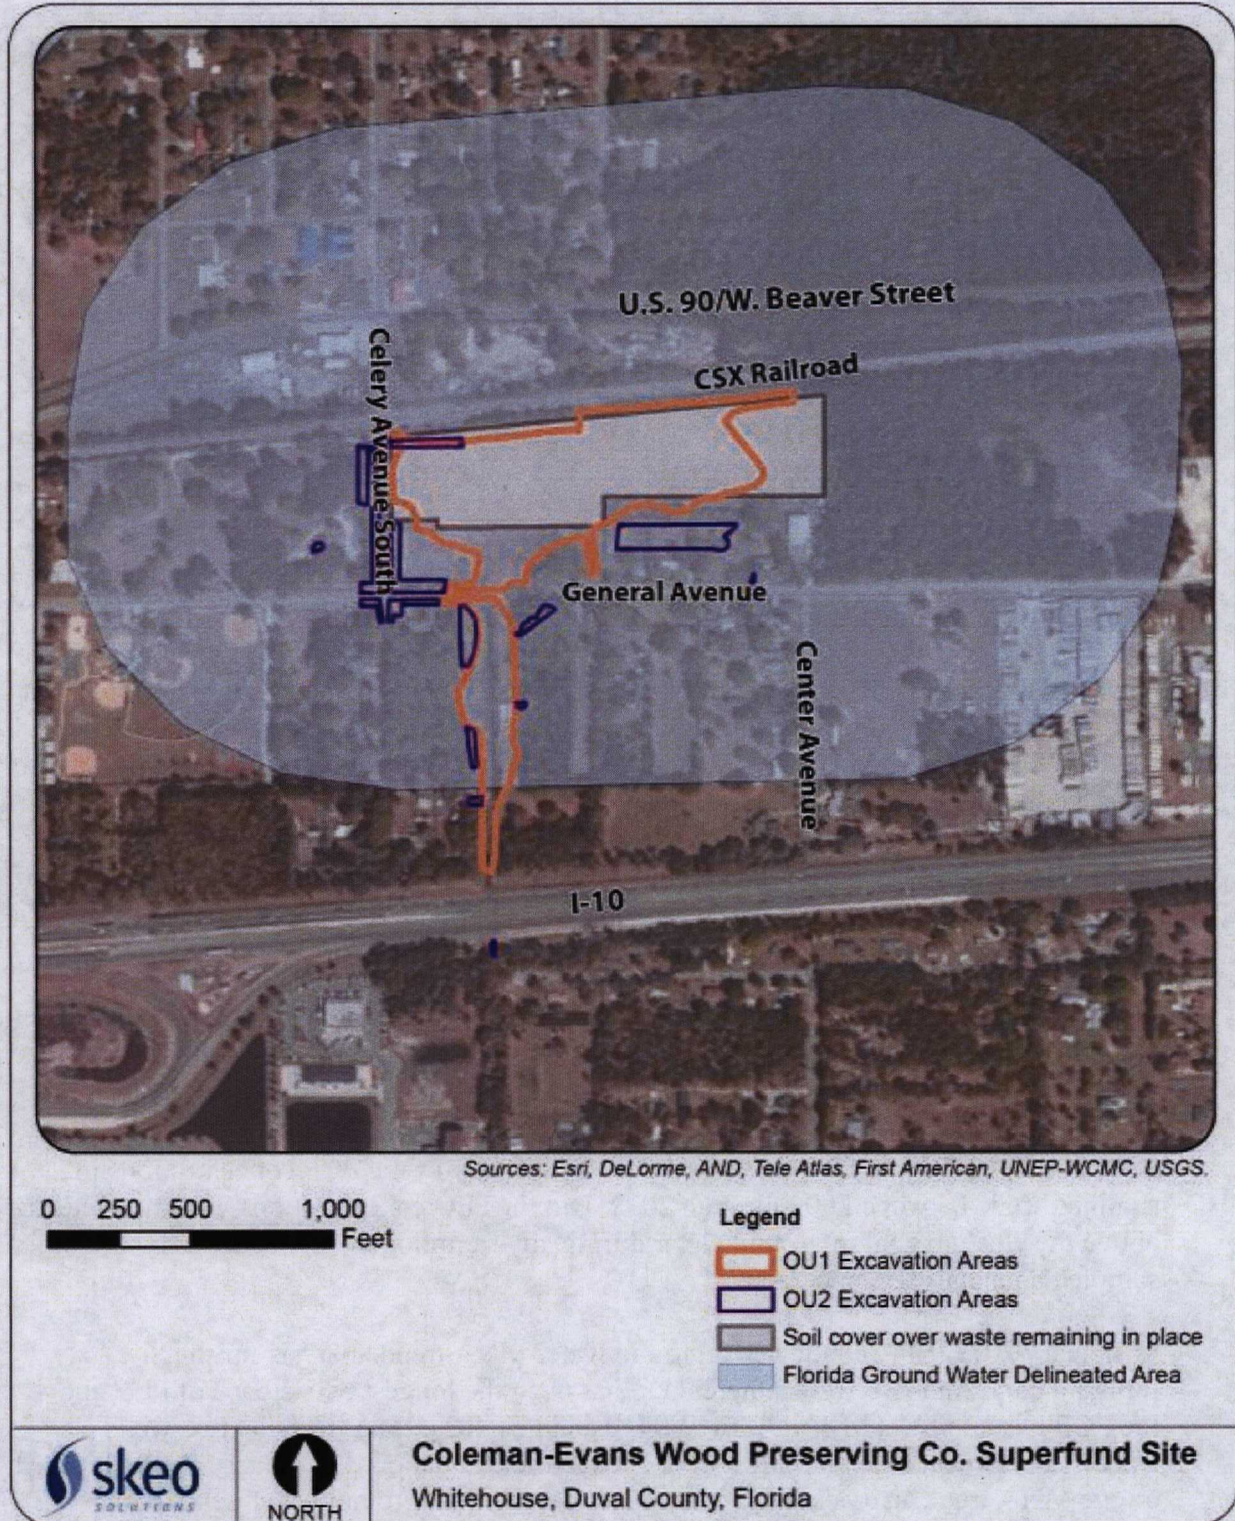 U.S. 90/W. Beaver Street
CSX Railroad
Celery Avenue South
General Avenue
Center Avenue
I-10
Sources: Esri, DeLorme, AND, Tele Atlas, First American, UNEP-WCMC, USGS.
0 250 500 1,000
Feet
Legend
OU1 Excavation Areas
OU2 Excavation Areas
Soil cover over waste remaining in place
Florida Ground Water Delineated Area
skeo
SOLUTIONS
NORTH
Coleman-Evans Wood Preserving Co. Superfund Site
Whitehouse, Duval County, Florida